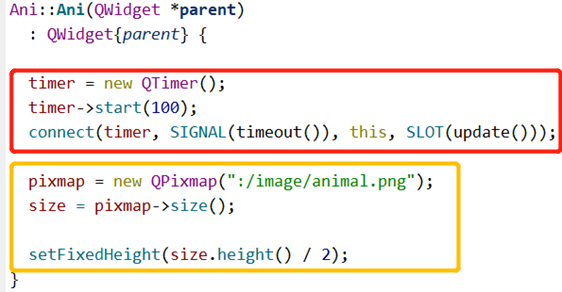 Ani::Ani(QWidget *parent)
: QWidget{parent} {
timer = new QTimer();
timer->start(100);
connect(timer, SIGNAL(timeout()), this, SLOT(update()));
pixmap = new QPixmap(":/image/animal.png");
size = pixmap->size();
setFixedHeight(size.height() / 2);
}